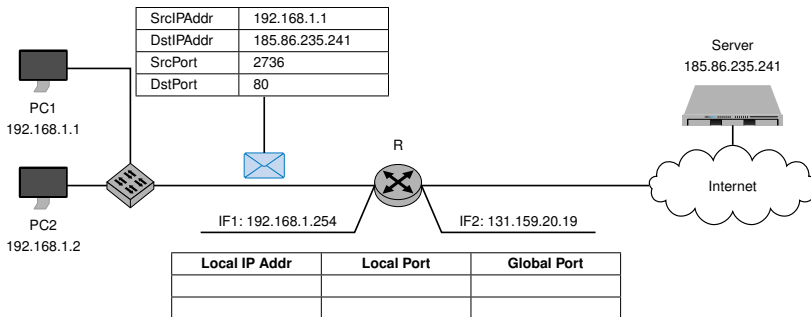 SrcIPAddr 192.168.1.1
DstIPAddr 185.86.235.241
SrcPort 2736
DstPort 80
Server
185.86.235.241
PC1
192.168.1.1
R
Internet
PC2
192.168.1.2
IF1: 192.168.1.254
IF2: 131.159.20.19
Local IP Addr Local Port Global Port